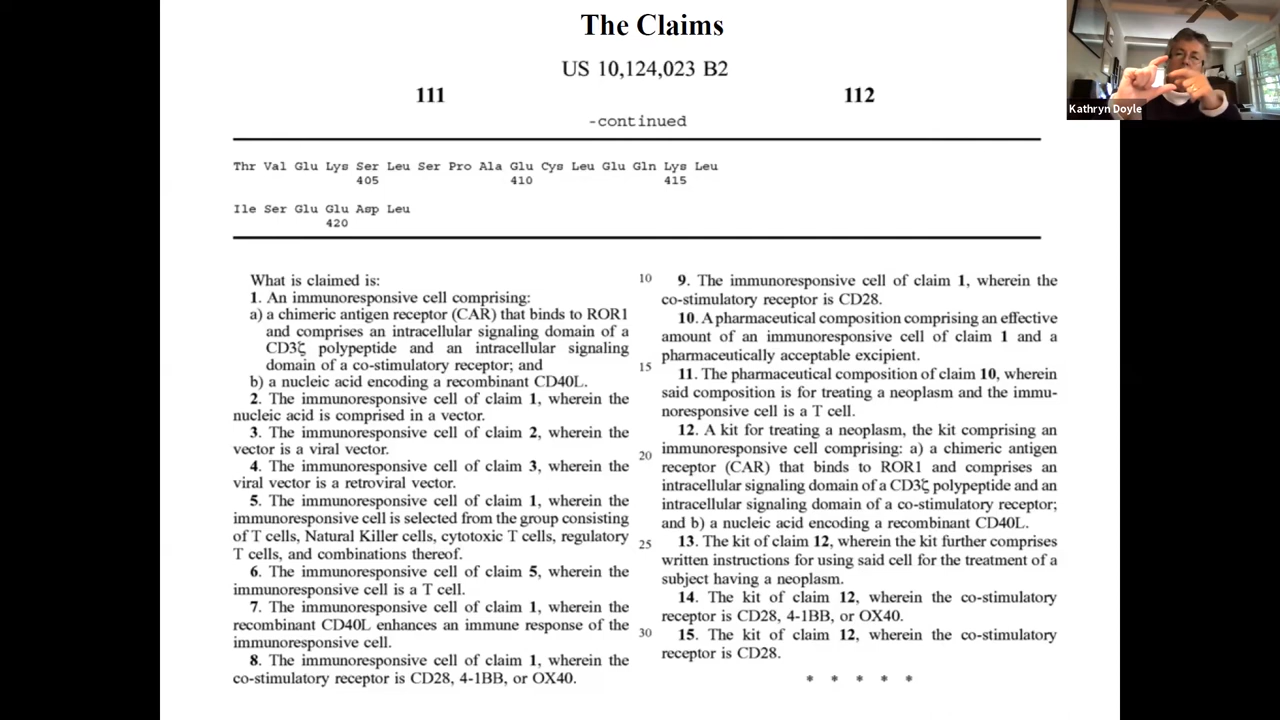 The Claims
US 10,124,023 B2
111
112
-continued
Thr Val Glu Lys Ser Leu Ser Pro Ala Glu Cys Leu Glu Gln Lys Leu
405 410 415
Ile Ser Glu Glu Asp Leu
420
What is claimed is:
1. An immunoresponsive cell comprising:
a) a chimeric antigen receptor (CAR) that binds to ROR1
and comprises an intracellular signaling domain of a
CD3ζ polypeptide and an intracellular signaling
domain of a co-stimulatory receptor; and
b) a nucleic acid encoding a recombinant CD40L.
2. The immunoresponsive cell of claim 1, wherein the
nucleic acid is comprised in a vector.
3. The immunoresponsive cell of claim 2, wherein the
vector is a viral vector.
4. The immunoresponsive cell of claim 3, wherein the
viral vector is a retroviral vector.
5. The immunoresponsive cell of claim 1, wherein the
immunoresponsive cell is selected from the group consisting
of T cells, Natural Killer cells, cytotoxic T cells, regulatory
T cells, and combinations thereof.
6. The immunoresponsive cell of claim 5, wherein the
immunoresponsive cell is a T cell.
7. The immunoresponsive cell of claim 1, wherein the
recombinant CD40L enhances an immune response of the
immunoresponsive cell.
8. The immunoresponsive cell of claim 1, wherein the
co-stimulatory receptor is CD28, 4-1BB, or OX40.
10
15
20
25
30
9. The immunoresponsive cell of claim 1, wherein the
co-stimulatory receptor is CD28.
10. A pharmaceutical composition comprising an effective
amount of an immunoresponsive cell of claim 1 and a
pharmaceutically acceptable excipient.
11. The pharmaceutical composition of claim 10, wherein
said composition is for treating a neoplasm and the immu-
noresponsive cell is a T cell.
12. A kit for treating a neoplasm, the kit comprising an
immunoresponsive cell comprising: a) a chimeric antigen
receptor (CAR) that binds to ROR1 and comprises an
intracellular signaling domain of a CD3ζ polypeptide and an
intracellular signaling domain of a co-stimulatory receptor;
and b) a nucleic acid encoding a recombinant CD40L.
13. The kit of claim 12, wherein the kit further comprises
written instructions for using said cell for the treatment of a
subject having a neoplasm.
14. The kit of claim 12, wherein the co-stimulatory
receptor is CD28, 4-1BB, or OX40.
15. The kit of claim 12, wherein the co-stimulatory
receptor is CD28.
* * * * *
Kathryn Doyle